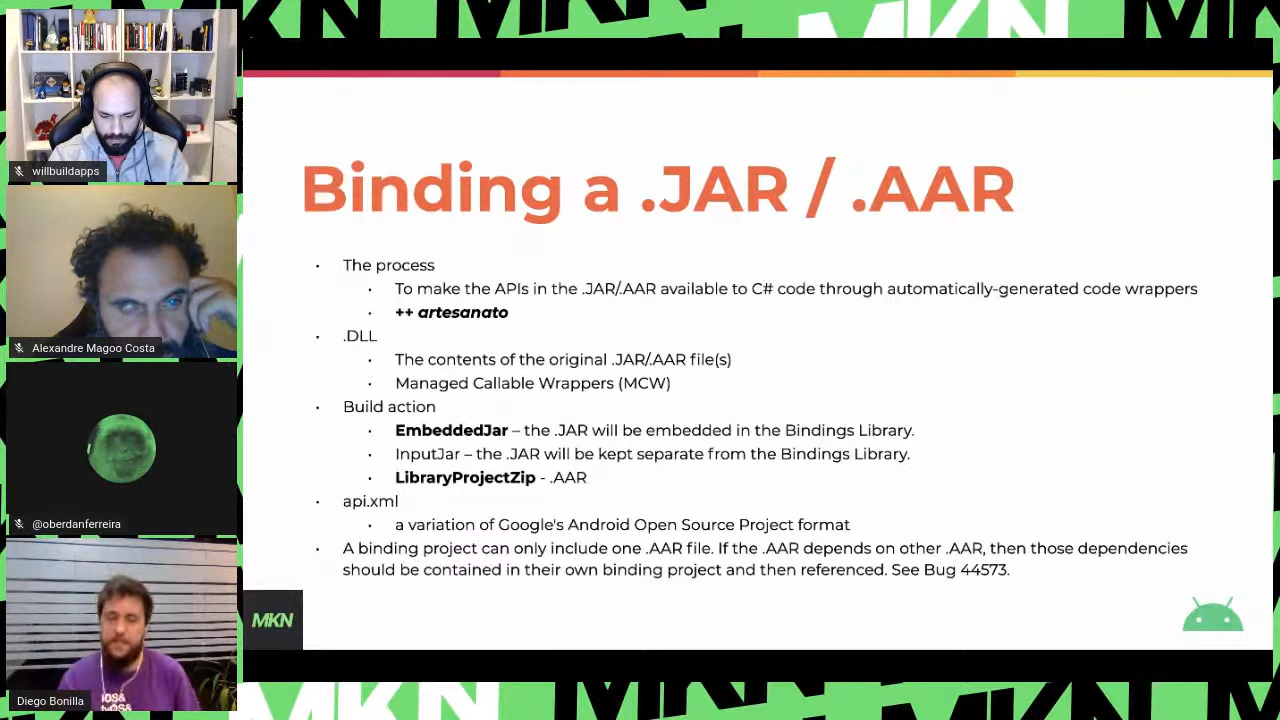 MKN
willbuildapps
Alexandre Magoo Costa
@oberdanferreira
iOS&
tvOS&
Diego Bonilla
Binding a .JAR / .AAR
• The process
• To make the APIs in the .JAR/.AAR available to C# code through automatically-generated code wrappers
• ++ artesanato
• .DLL
• The contents of the original .JAR/.AAR file(s)
• Managed Callable Wrappers (MCW)
• Build action
• EmbeddedJar – the .JAR will be embedded in the Bindings Library.
• InputJar – the .JAR will be kept separate from the Bindings Library.
• LibraryProjectZip - .AAR
• api.xml
• a variation of Google's Android Open Source Project format
• A binding project can only include one .AAR file. If the .AAR depends on other .AAR, then those dependencies
should be contained in their own binding project and then referenced. See Bug 44573.
MKN
MKN